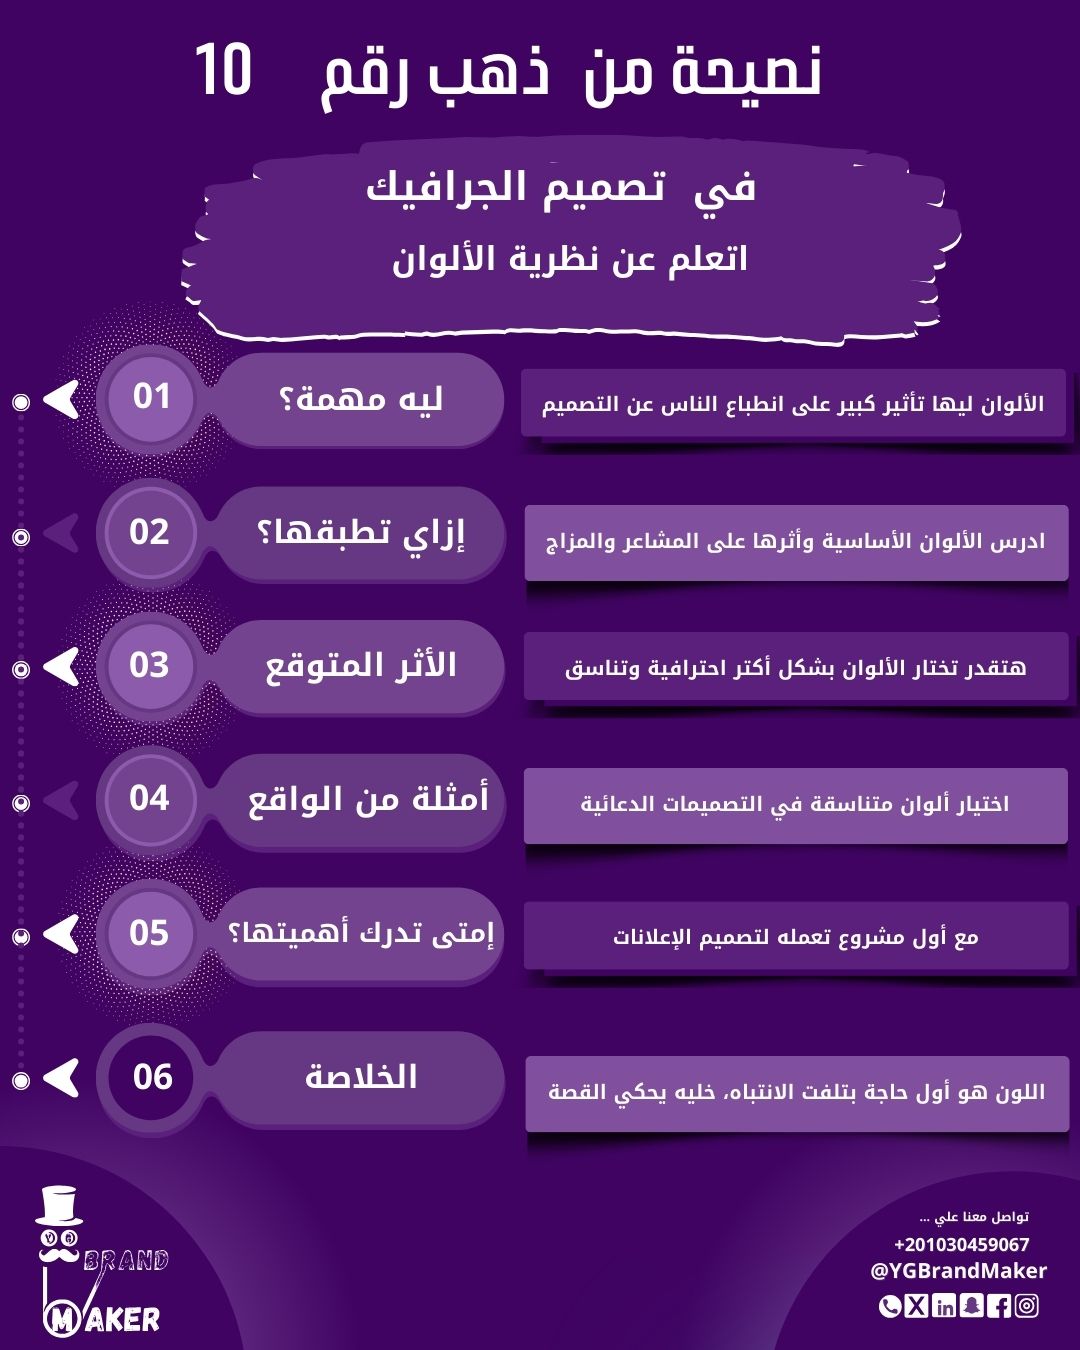 نصيحة من ذهب رقم 10
في تصميم الجرافيك
اتعلم عن نظرية الألوان
01
ليه مهمة؟
الألوان ليها تأثير كبير على انطباع الناس عن التصميم
02
إزاي تطبقها؟
ادرس الألوان الأساسية وأثرها على المشاعر والمزاج
03
الأثر المتوقع
هتقدر تختار الألوان بشكل أكتر احترافية وتناسق
04
أمثلة من الواقع
اختيار ألوان متناسقة في التصميمات الدعائية
05
إمتى تدرك أهميتها؟
مع أول مشروع تعمله لتصميم الإعلانات
06
الخلاصة
اللون هو أول حاجة بتلفت الانتباه، خليه يحكي القصة
YG
BRAND
MAKER
تواصل معنا علي ...
+201030459067
@YGBrandMaker